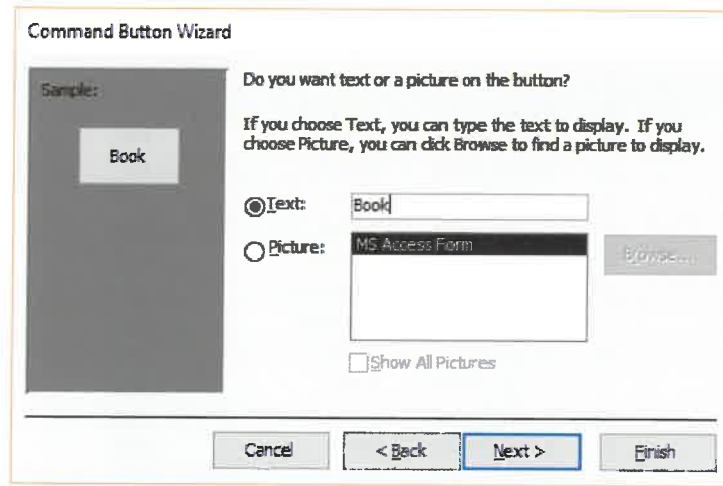 Command Button Wizard
Sample:
Book
Do you want text or a picture on the button?
If you choose Text, you can type the text to display. If you
choose Picture, you can click Browse to find a picture to display.
Text:
Book
Picture:
MS Access Form
Browse...
Show All Pictures
Cancel
< Back
Next >
Finish